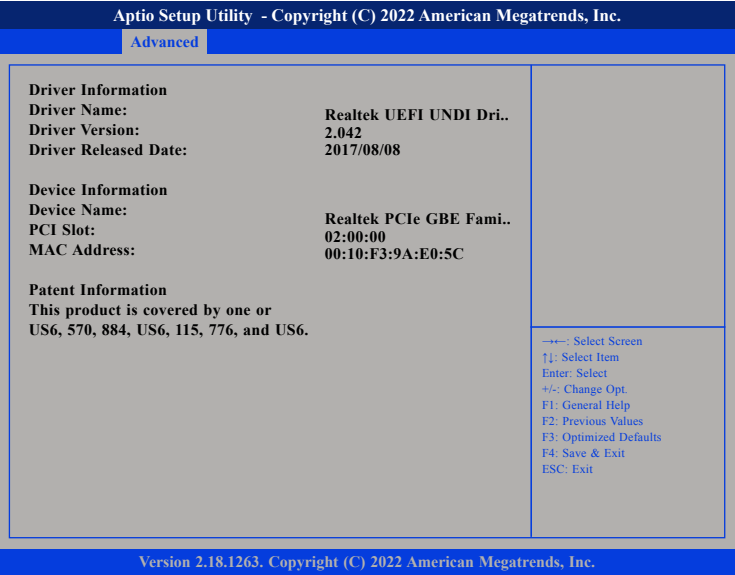 Aptio Setup Utility - Copyright (C) 2022 American Megatrends, Inc.
Advanced
Driver Information
Driver Name: Realtek UEFI UNDI Dri..
Driver Version: 2.042
Driver Released Date: 2017/08/08
Device Information
Device Name: Realtek PCIe GBE Fami..
PCI Slot: 02:00:00
MAC Address: 00:10:F3:9A:E0:5C
Patent Information
This product is covered by one or
US6, 570, 884, US6, 115, 776, and US6.
→←: Select Screen
↑↓: Select Item
Enter: Select
+/-: Change Opt.
F1: General Help
F2: Previous Values
F3: Optimized Defaults
F4: Save & Exit
ESC: Exit
Version 2.18.1263. Copyright (C) 2022 American Megatrends, Inc.